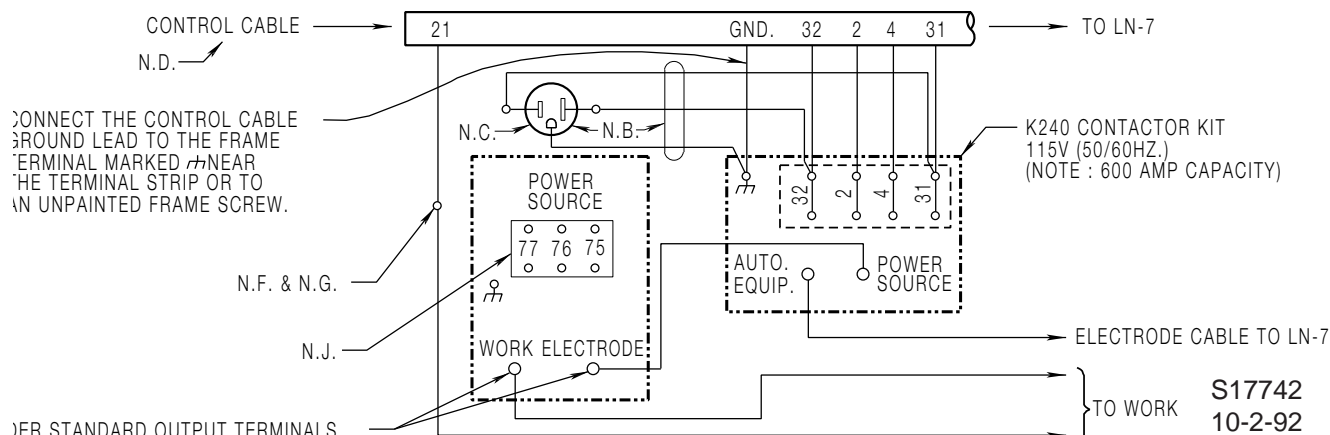 CONTROL CABLE
21
GND.
32
2
4
31
TO LN-7
N.D.
CONNECT THE CONTROL CABLE
GROUND LEAD TO THE FRAME
TERMINAL MARKED NEAR
THE TERMINAL STRIP OR TO
AN UNPAINTED FRAME SCREW.
N.C.
N.B.
K240 CONTACTOR KIT
115V (50/60HZ.)
(NOTE : 600 AMP CAPACITY)
POWER
SOURCE
32
2
4
31
77 76 75
N.F. & N.G.
AUTO.
EQUIP.
POWER
SOURCE
N.J.
WORK ELECTRODE
ELECTRODE CABLE TO LN-7
TO WORK
S17742
10-2-92
STANDARD OUTPUT TERMINALS